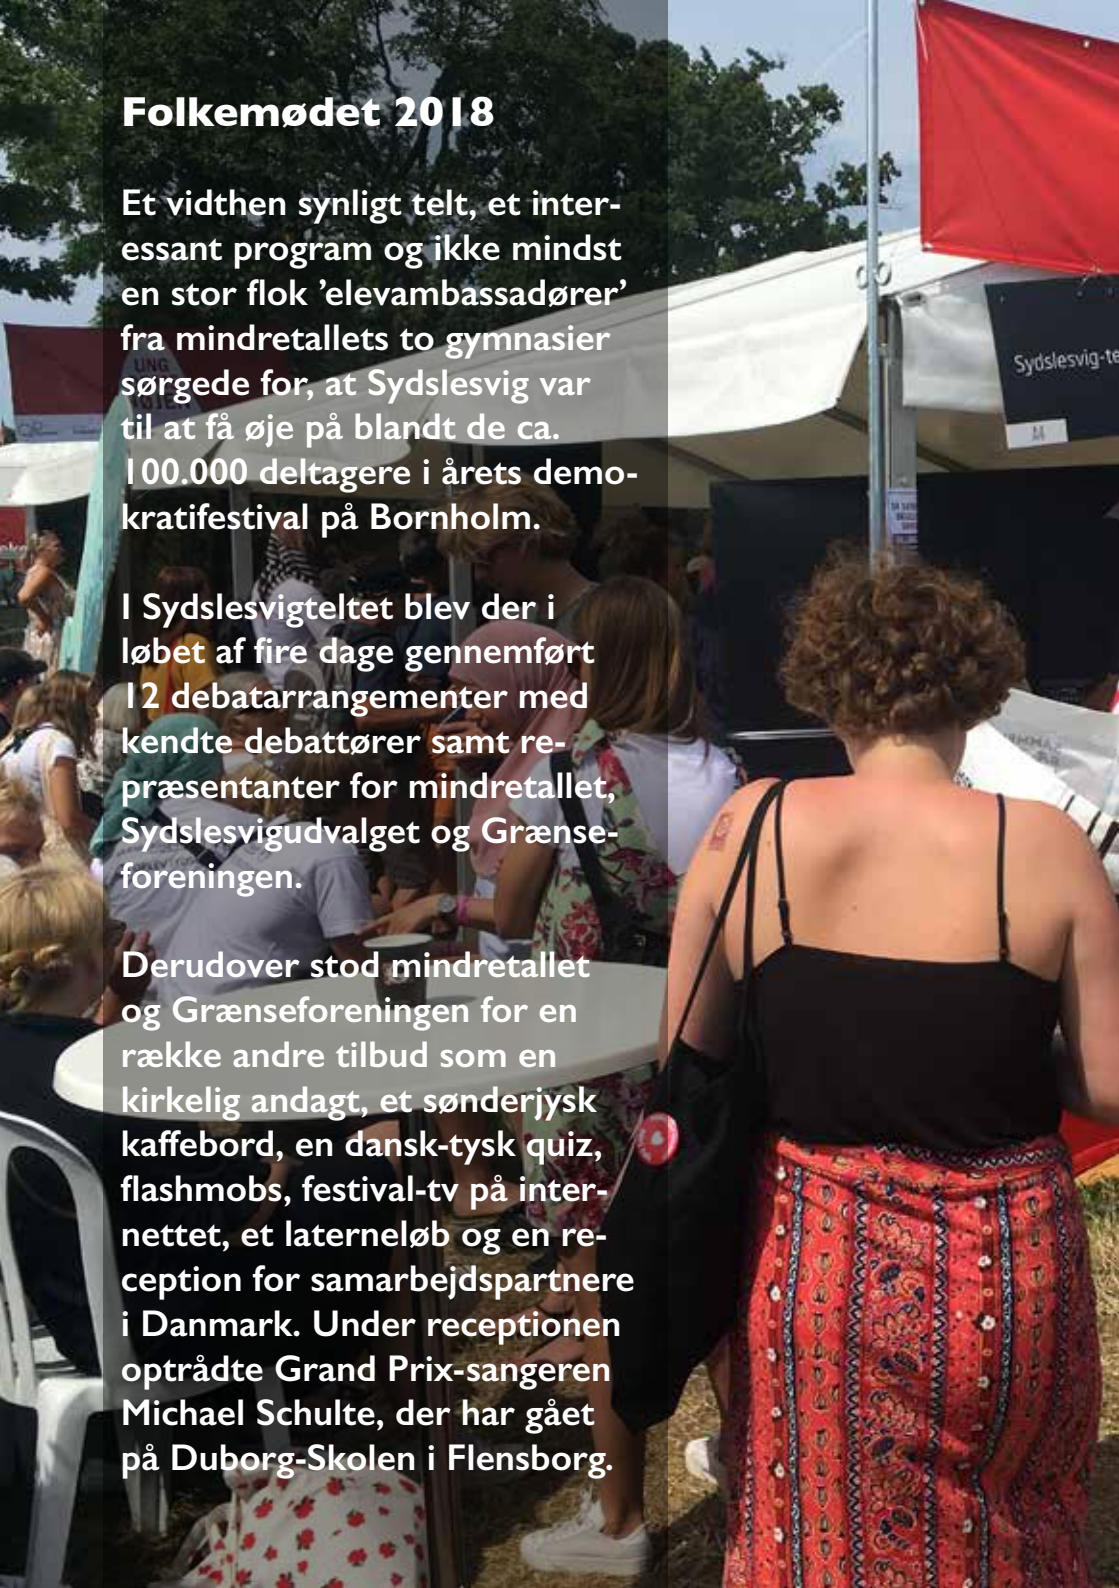 Folkemødet 2018
Et vidthen synligt telt, et inter-
essant program og ikke mindst
en stor flok ’elevambassadører’
fra mindretallets to gymnasier
sørgede for, at Sydslesvig var
til at få øje på blandt de ca.
100.000 deltagere i årets demo-
kratifestival på Bornholm.
I Sydslesvigteltet blev der i
løbet af fire dage gennemført
12 debatarrangementer med
kendte debattører samt re-
præsentanter for mindretallet,
Sydslesvigudvalget og Grænse-
foreningen.
Derudover stod mindretallet
og Grænseforeningen for en
række andre tilbud som en
kirkelig andagt, et sønderjysk
kaffebord, en dansk-tysk quiz,
flashmobs, festival-tv på inter-
nettet, et laterneløb og en re-
ception for samarbejdspartnere
i Danmark. Under receptionen
optrådte Grand Prix-sangeren
Michael Schulte, der har gået
på Duborg-Skolen i Flensborg.
UNG
Sydslesvig-te
A4